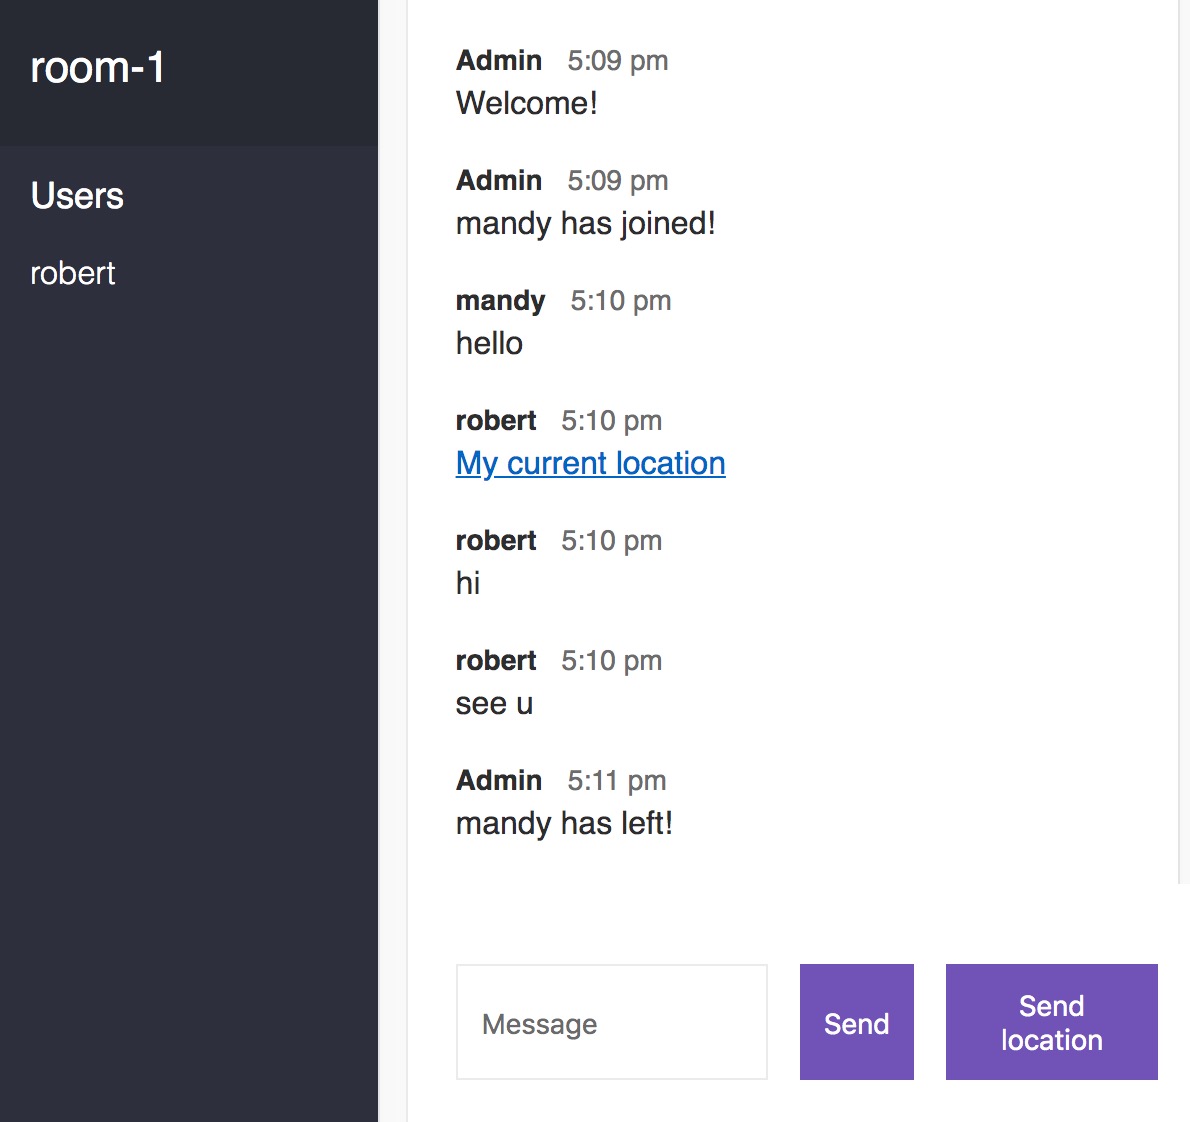 room-1
Users
robert
Admin 5:09 pm
Welcome!
Admin 5:09 pm
mandy has joined!
mandy 5:10 pm
hello
robert 5:10 pm
My current location
robert 5:10 pm
hi
robert 5:10 pm
see u
Admin 5:11 pm
mandy has left!
Message
Send
Send
location